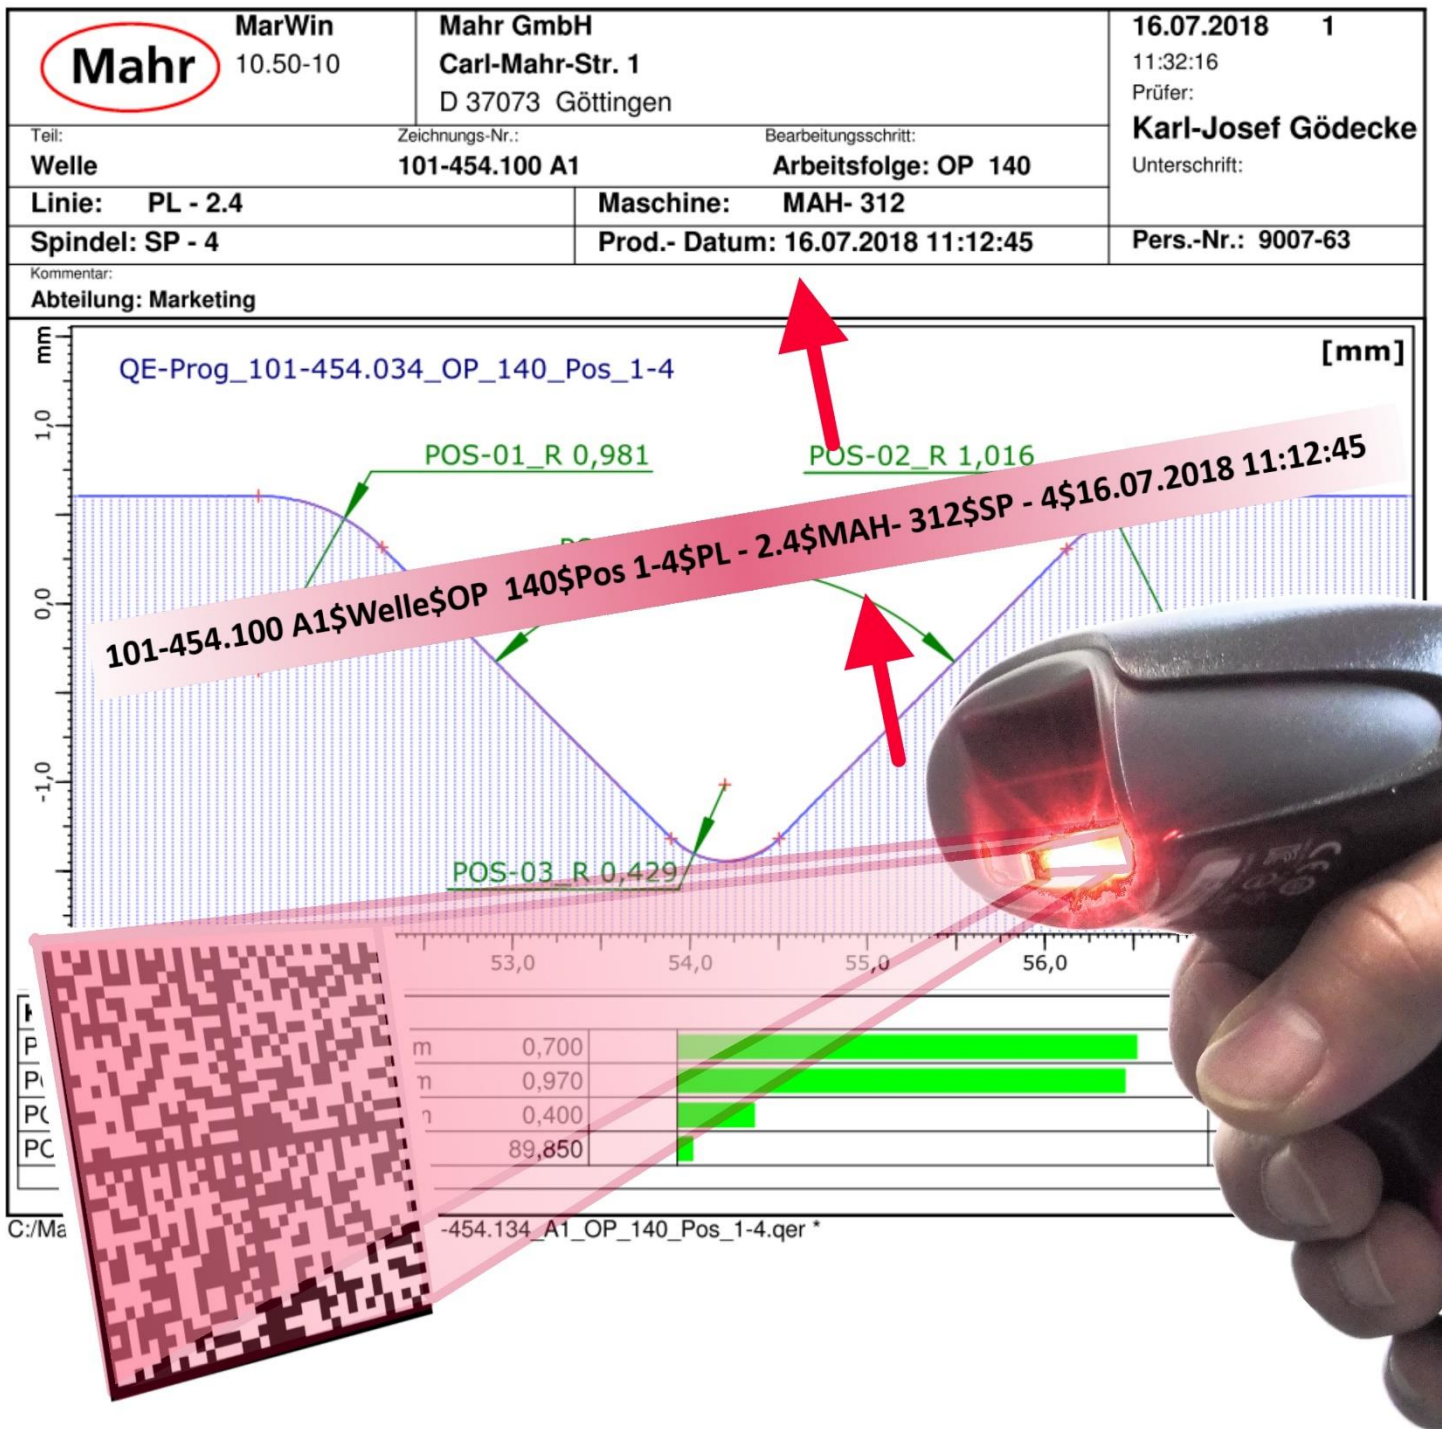 Mahr
MarWin
10.50-10
Mahr GmbH
Carl-Mahr-Str. 1
D 37073 Göttingen
16.07.2018 1
11:32:16
Prüfer:
Karl-Josef Gödecke
Unterschrift:
Teil:
Welle
Zeichnungs-Nr.:
101-454.100 A1
Bearbeitungsschritt:
Arbeitsfolge: OP 140
Linie: PL - 2.4
Maschine: MAH- 312
Spindel: SP - 4
Prod.- Datum: 16.07.2018 11:12:45
Pers.-Nr.: 9007-63
Kommentar:
Abteilung: Marketing
mm
[mm]
QE-Prog_101-454.034_OP_140_Pos_1-4
1,0
POS-01_R 0,981
POS-02_R 1,016
101-454.100 A1$Welle$OP 140$Pos 1-4$PL - 2.4$MAH- 312$SP - 4$16.07.2018 11:12:45
0,0
-1,0
POS-03_R 0,429
53,0 54,0 55,0 56,0
0,700
0,970
0,400
89,850
C:/Ma -454.134_A1_OP_140_Pos_1-4.qer *